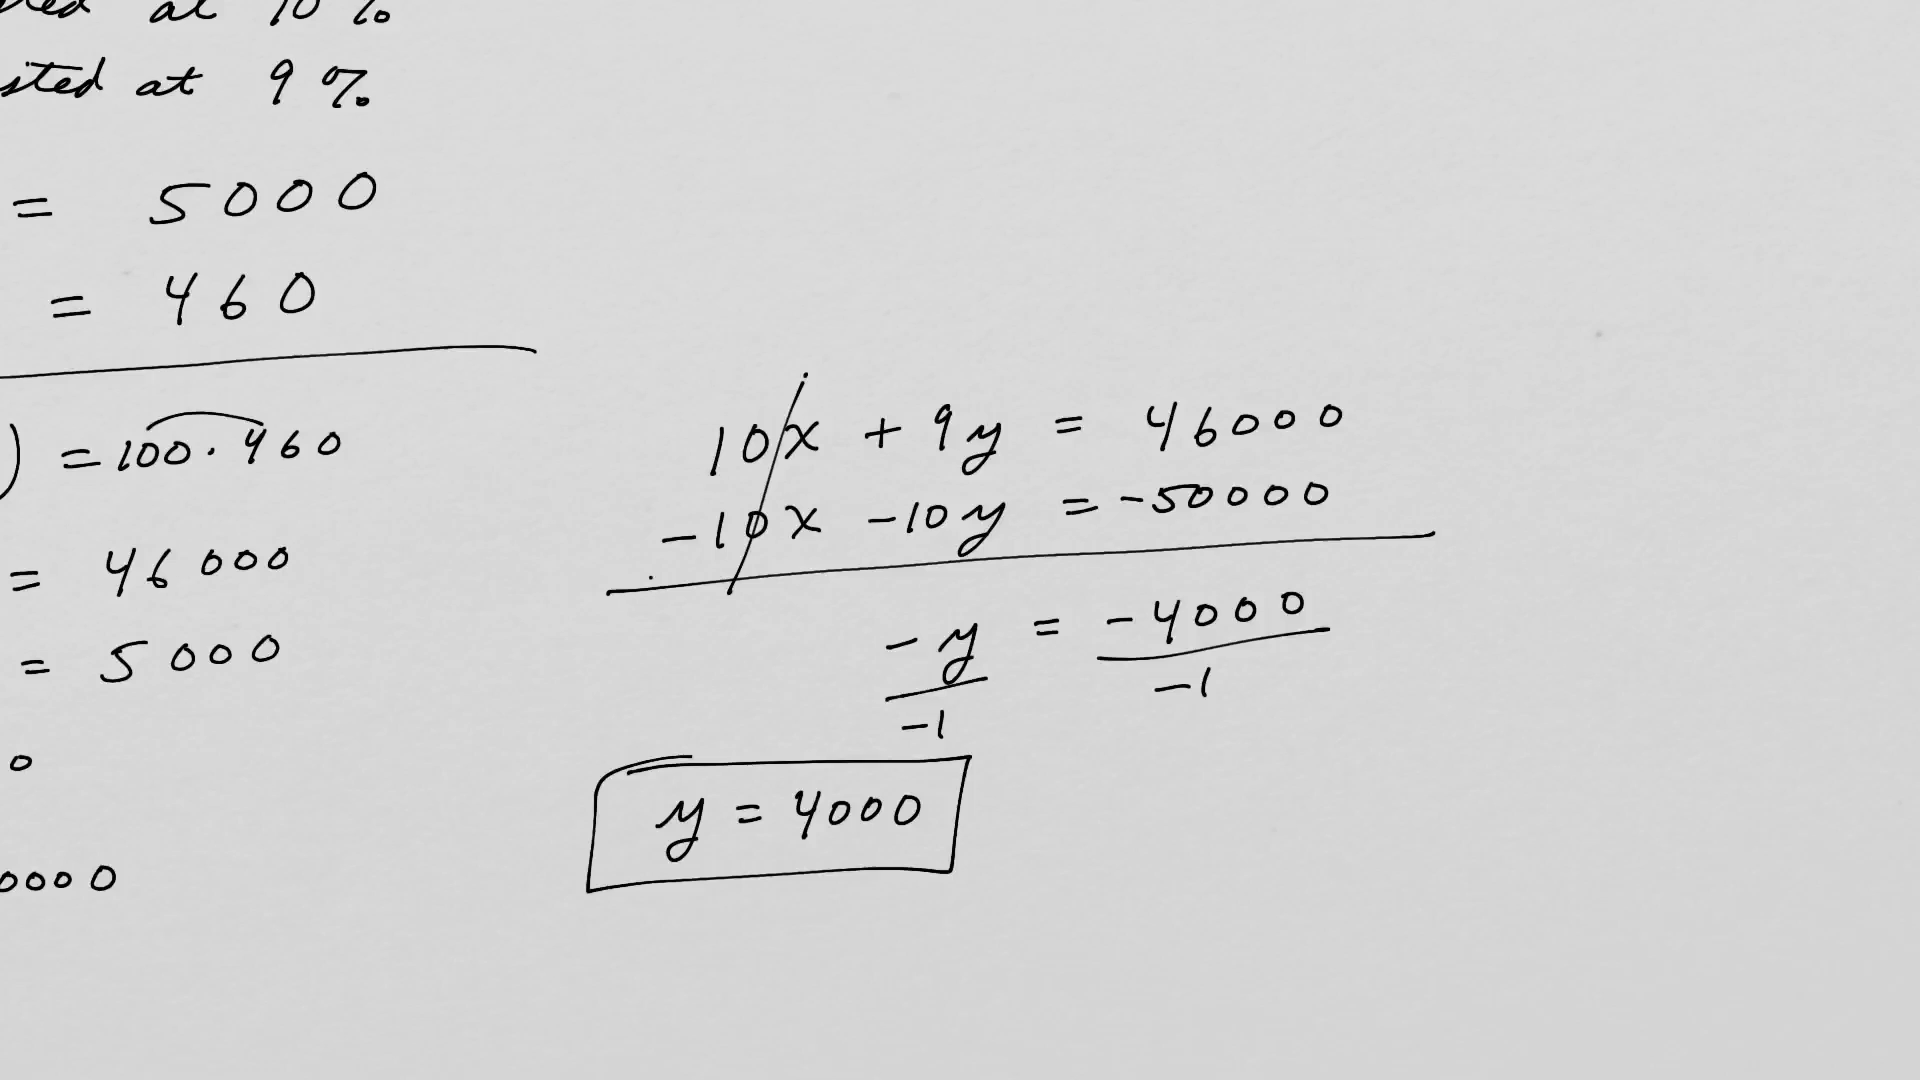 at 10%
sted at 9%
= 5000
= 460
) = 100 . 460
= 46000
= 5000
0
0000
10x + 9y = 46000
-10x -10y = -50000
-y = -4000
-1 -1
y = 4000